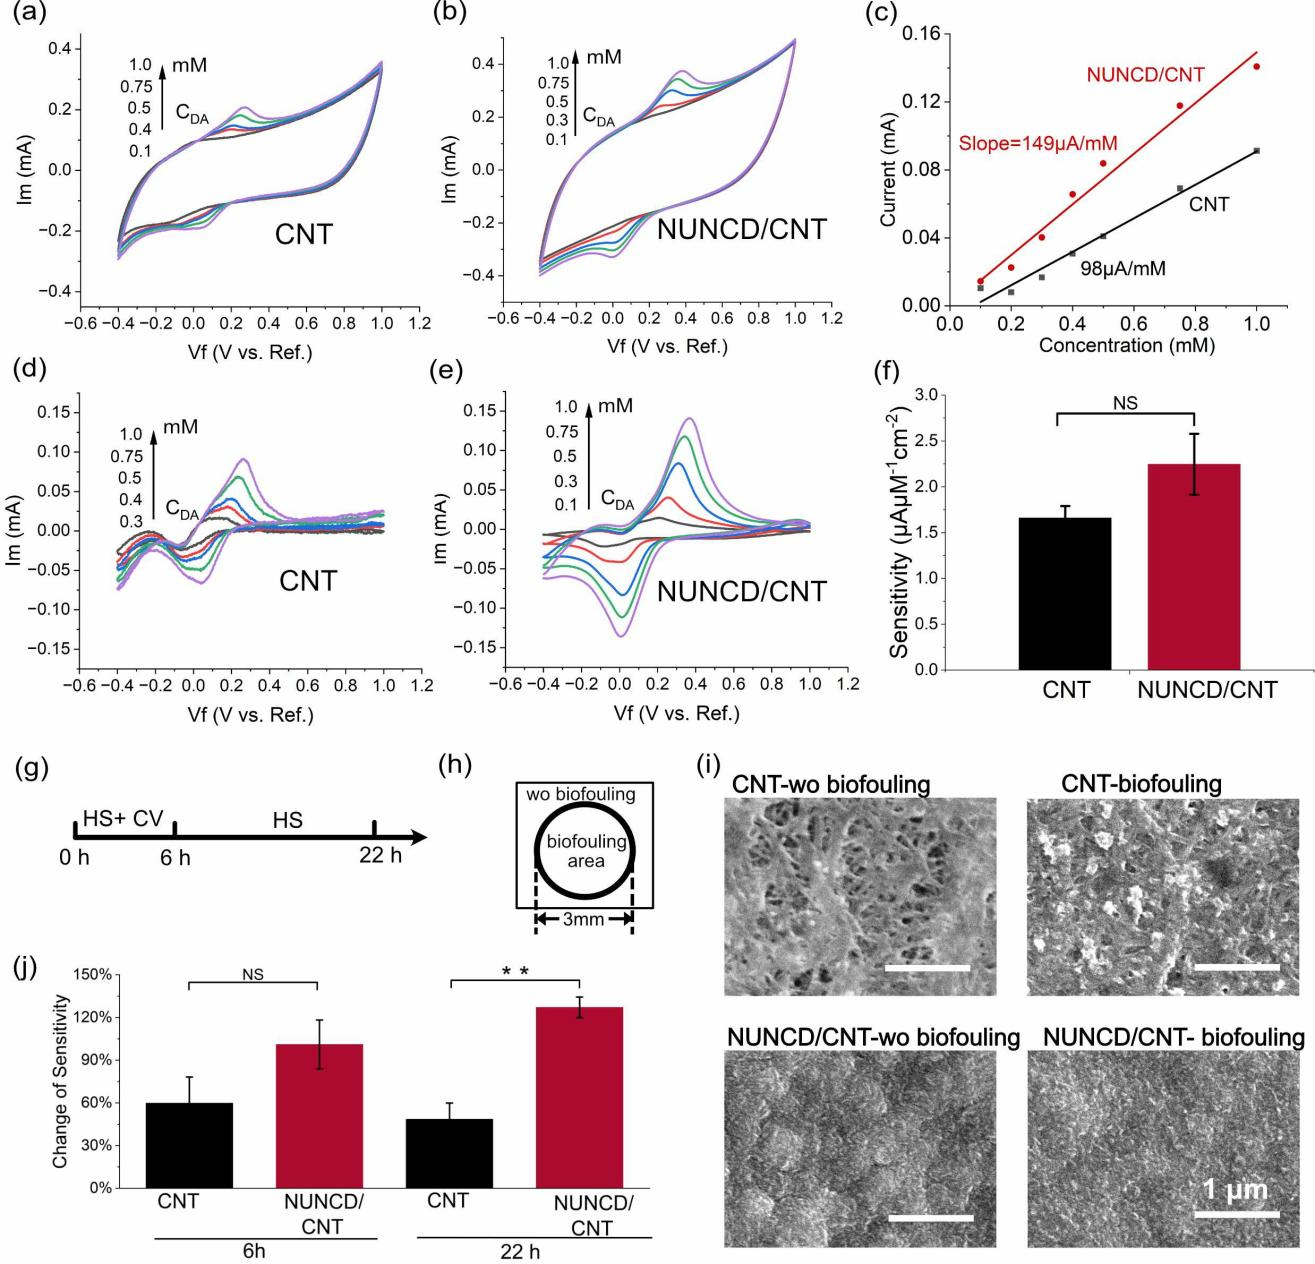 (a)
0.4
0.2
0.0
−0.2
−0.4
Im (mA)
1.0
0.75
0.5
0.4
0.1
mM
CDA
CNT
−0.6 −0.4 −0.2 0.0 0.2 0.4 0.6 0.8 1.0 1.2
Vf (V vs. Ref.)
(b)
0.4
0.2
0.0
−0.2
−0.4
Im (mA)
1.0
0.75
0.5
0.3
0.1
mM
CDA
NUNCD/CNT
−0.6 −0.4 −0.2 0.0 0.2 0.4 0.6 0.8 1.0 1.2
Vf (V vs. Ref.)
(c)
0.16
0.12
0.08
0.04
0.00
Current (mA)
NUNCD/CNT
Slope=149µA/mM
CNT
98µA/mM
0.0 0.2 0.4 0.6 0.8 1.0
Concentration (mM)
(d)
0.15
0.10
0.05
0.00
−0.05
−0.10
−0.15
Im (mA)
1.0
0.75
0.5
0.4
0.3
mM
CDA
CNT
−0.6 −0.4 −0.2 0.0 0.2 0.4 0.6 0.8 1.0 1.2
Vf (V vs. Ref.)
(e)
0.15
0.10
0.05
0.00
−0.05
−0.10
−0.15
Im (mA)
1.0
0.75
0.5
0.3
0.1
mM
CDA
NUNCD/CNT
−0.6 −0.4 −0.2 0.0 0.2 0.4 0.6 0.8 1.0 1.2
Vf (V vs. Ref.)
(f)
3.0
2.5
2.0
1.5
1.0
0.5
0.0
Sensitivity (µAµM-1cm-2)
NS
CNT NUNCD/CNT
(g)
HS+ CV HS
0 h 6 h 22 h
(h)
wo biofouling
biofouling
area
3mm
(i)
CNT-wo biofouling
CNT-biofouling
NUNCD/CNT-wo biofouling
NUNCD/CNT- biofouling
1 µm
(j)
150%
120%
90%
60%
30%
0%
Change of Sensitivity
NS
* *
CNT NUNCD/
CNT
CNT NUNCD/
CNT
6h 22 h